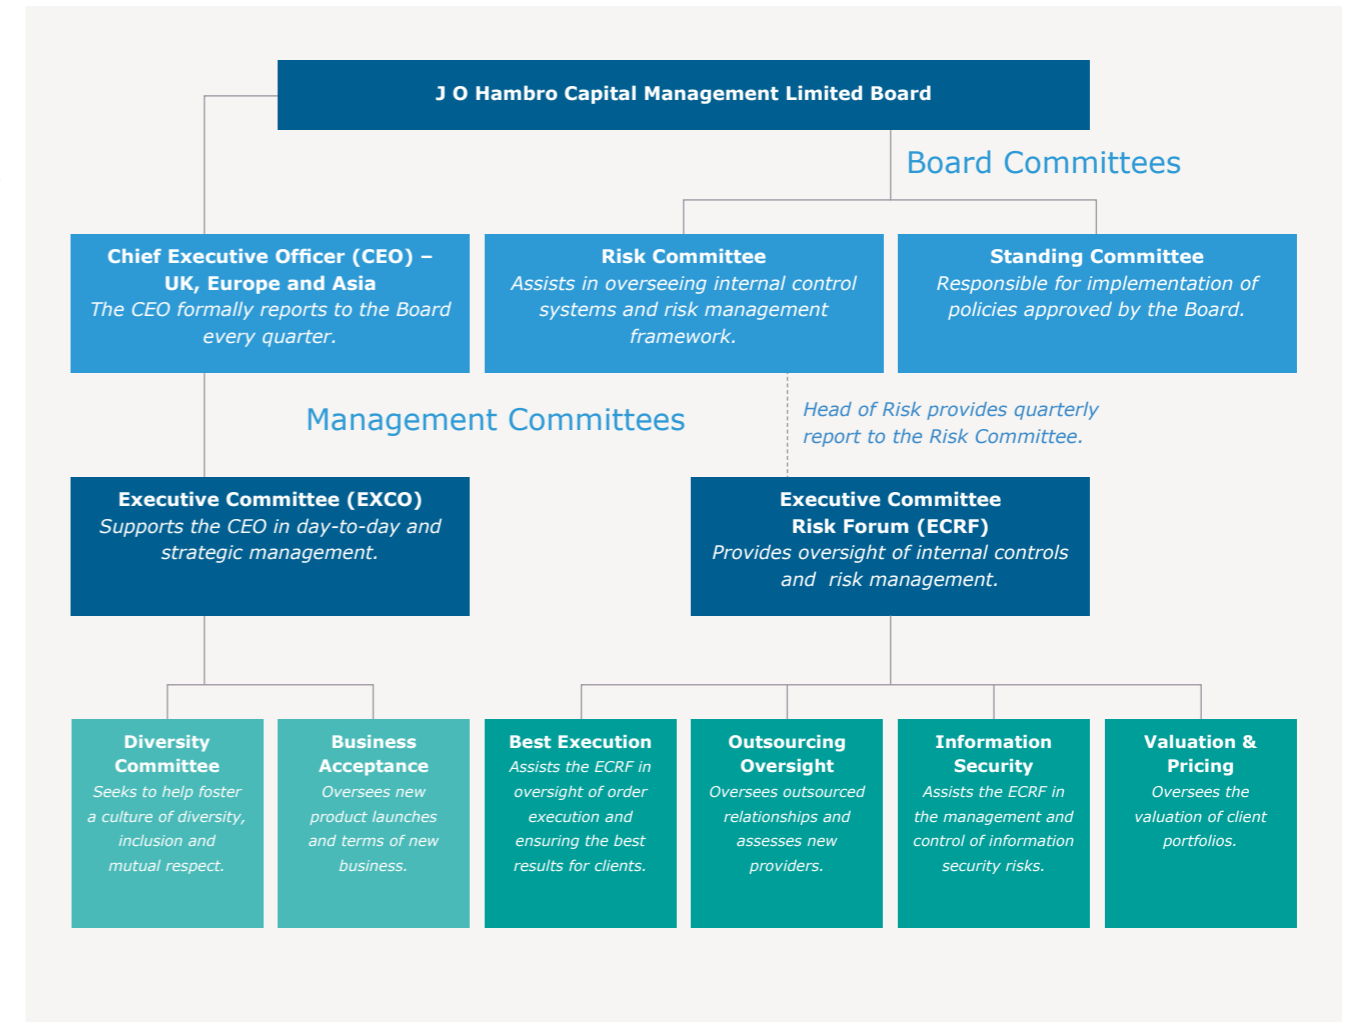 J O Hambro Capital Management Limited Board
Board Committees
Chief Executive Officer (CEO) –
UK, Europe and Asia
The CEO formally reports to the Board
every quarter.
Risk Committee
Assists in overseeing internal control
systems and risk management
framework.
Standing Committee
Responsible for implementation of
policies approved by the Board.
Management Committees
Head of Risk provides quarterly
report to the Risk Committee.
Executive Committee (EXCO)
Supports the CEO in day-to-day and
strategic management.
Executive Committee
Risk Forum (ECRF)
Provides oversight of internal controls
and risk management.
Diversity
Committee
Seeks to help foster
a culture of diversity,
inclusion and
mutual respect.
Business
Acceptance
Oversees new
product launches
and terms of new
business.
Best Execution
Assists the ECRF in
oversight of order
execution and
ensuring the best
results for clients.
Outsourcing
Oversight
Oversees outsourced
relationships and
assesses new
providers.
Information
Security
Assists the ECRF in
the management and
control of information
security risks.
Valuation &
Pricing
Oversees the
valuation of client
portfolios.